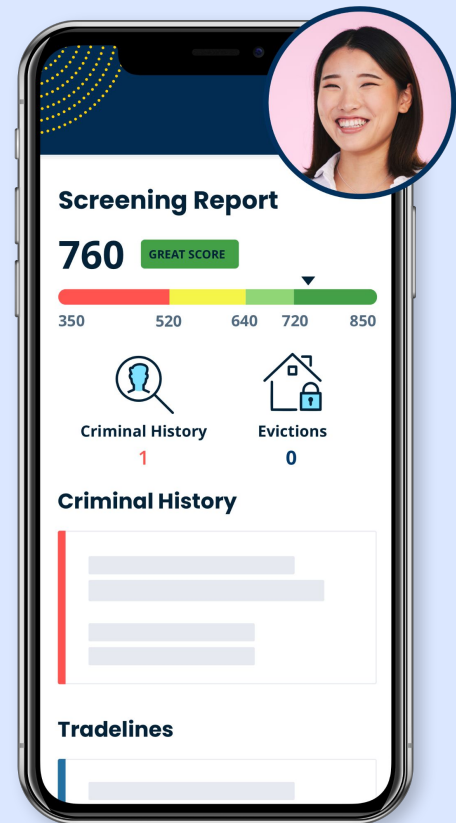 Screening Report
760 GREAT SCORE
350 520 640 720 850
Criminal History Evictions
1 0
Criminal History
Tradelines